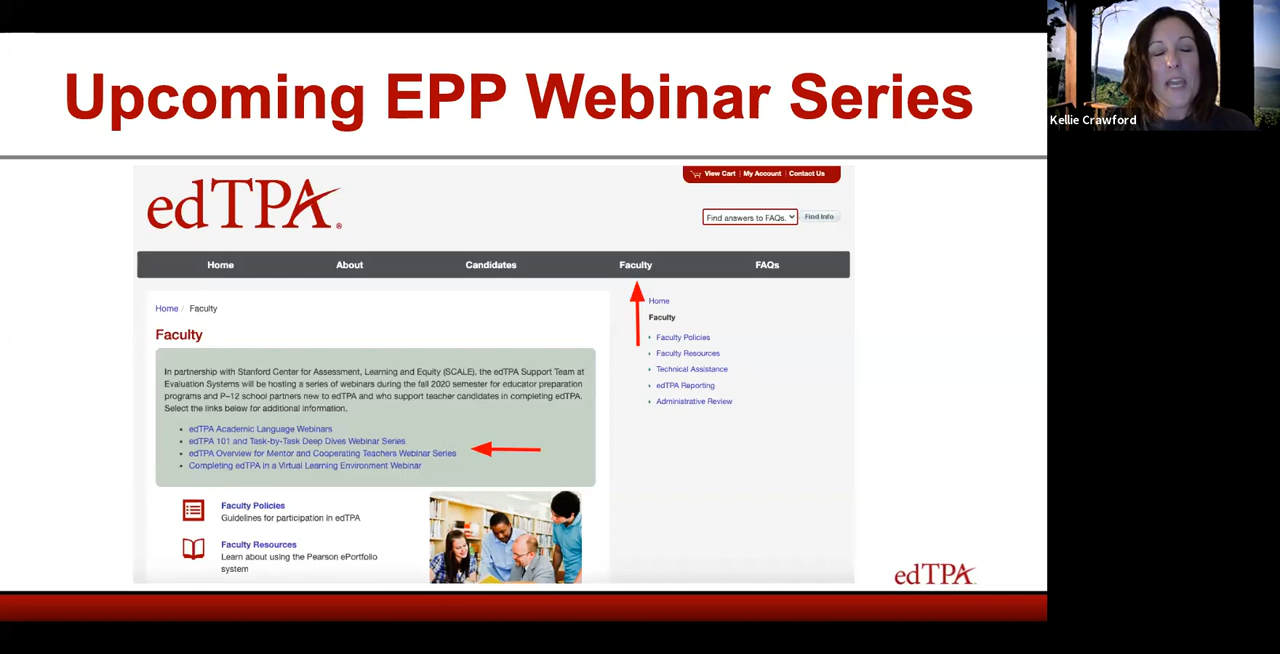 Upcoming EPP Webinar Series
Kellie Crawford
edTPA®
View Cart | My Account | Contact Us
Find answers to FAQs.
Find Info
Home
About
Candidates
Faculty
FAQs
Home / Faculty
Faculty
In partnership with Stanford Center for Assessment, Learning and Equity (SCALE), the edTPA Support Team at
Evaluation Systems will be hosting a series of webinars during the fall 2020 semester for educator preparation
programs and P–12 school partners new to edTPA and who support teacher candidates in completing edTPA.
Select the links below for additional information.
edTPA Academic Language Webinars
edTPA 101 and Task-by-Task Deep Dives Webinar Series
edTPA Overview for Mentor and Cooperating Teachers Webinar Series
Completing edTPA in a Virtual Learning Environment Webinar
Faculty Policies
Guidelines for participation in edTPA
Faculty Resources
Learn about using the Pearson ePortfolio
system
Home
Faculty
Faculty Policies
Faculty Resources
Technical Assistance
edTPA Reporting
Administrative Review
edTPA